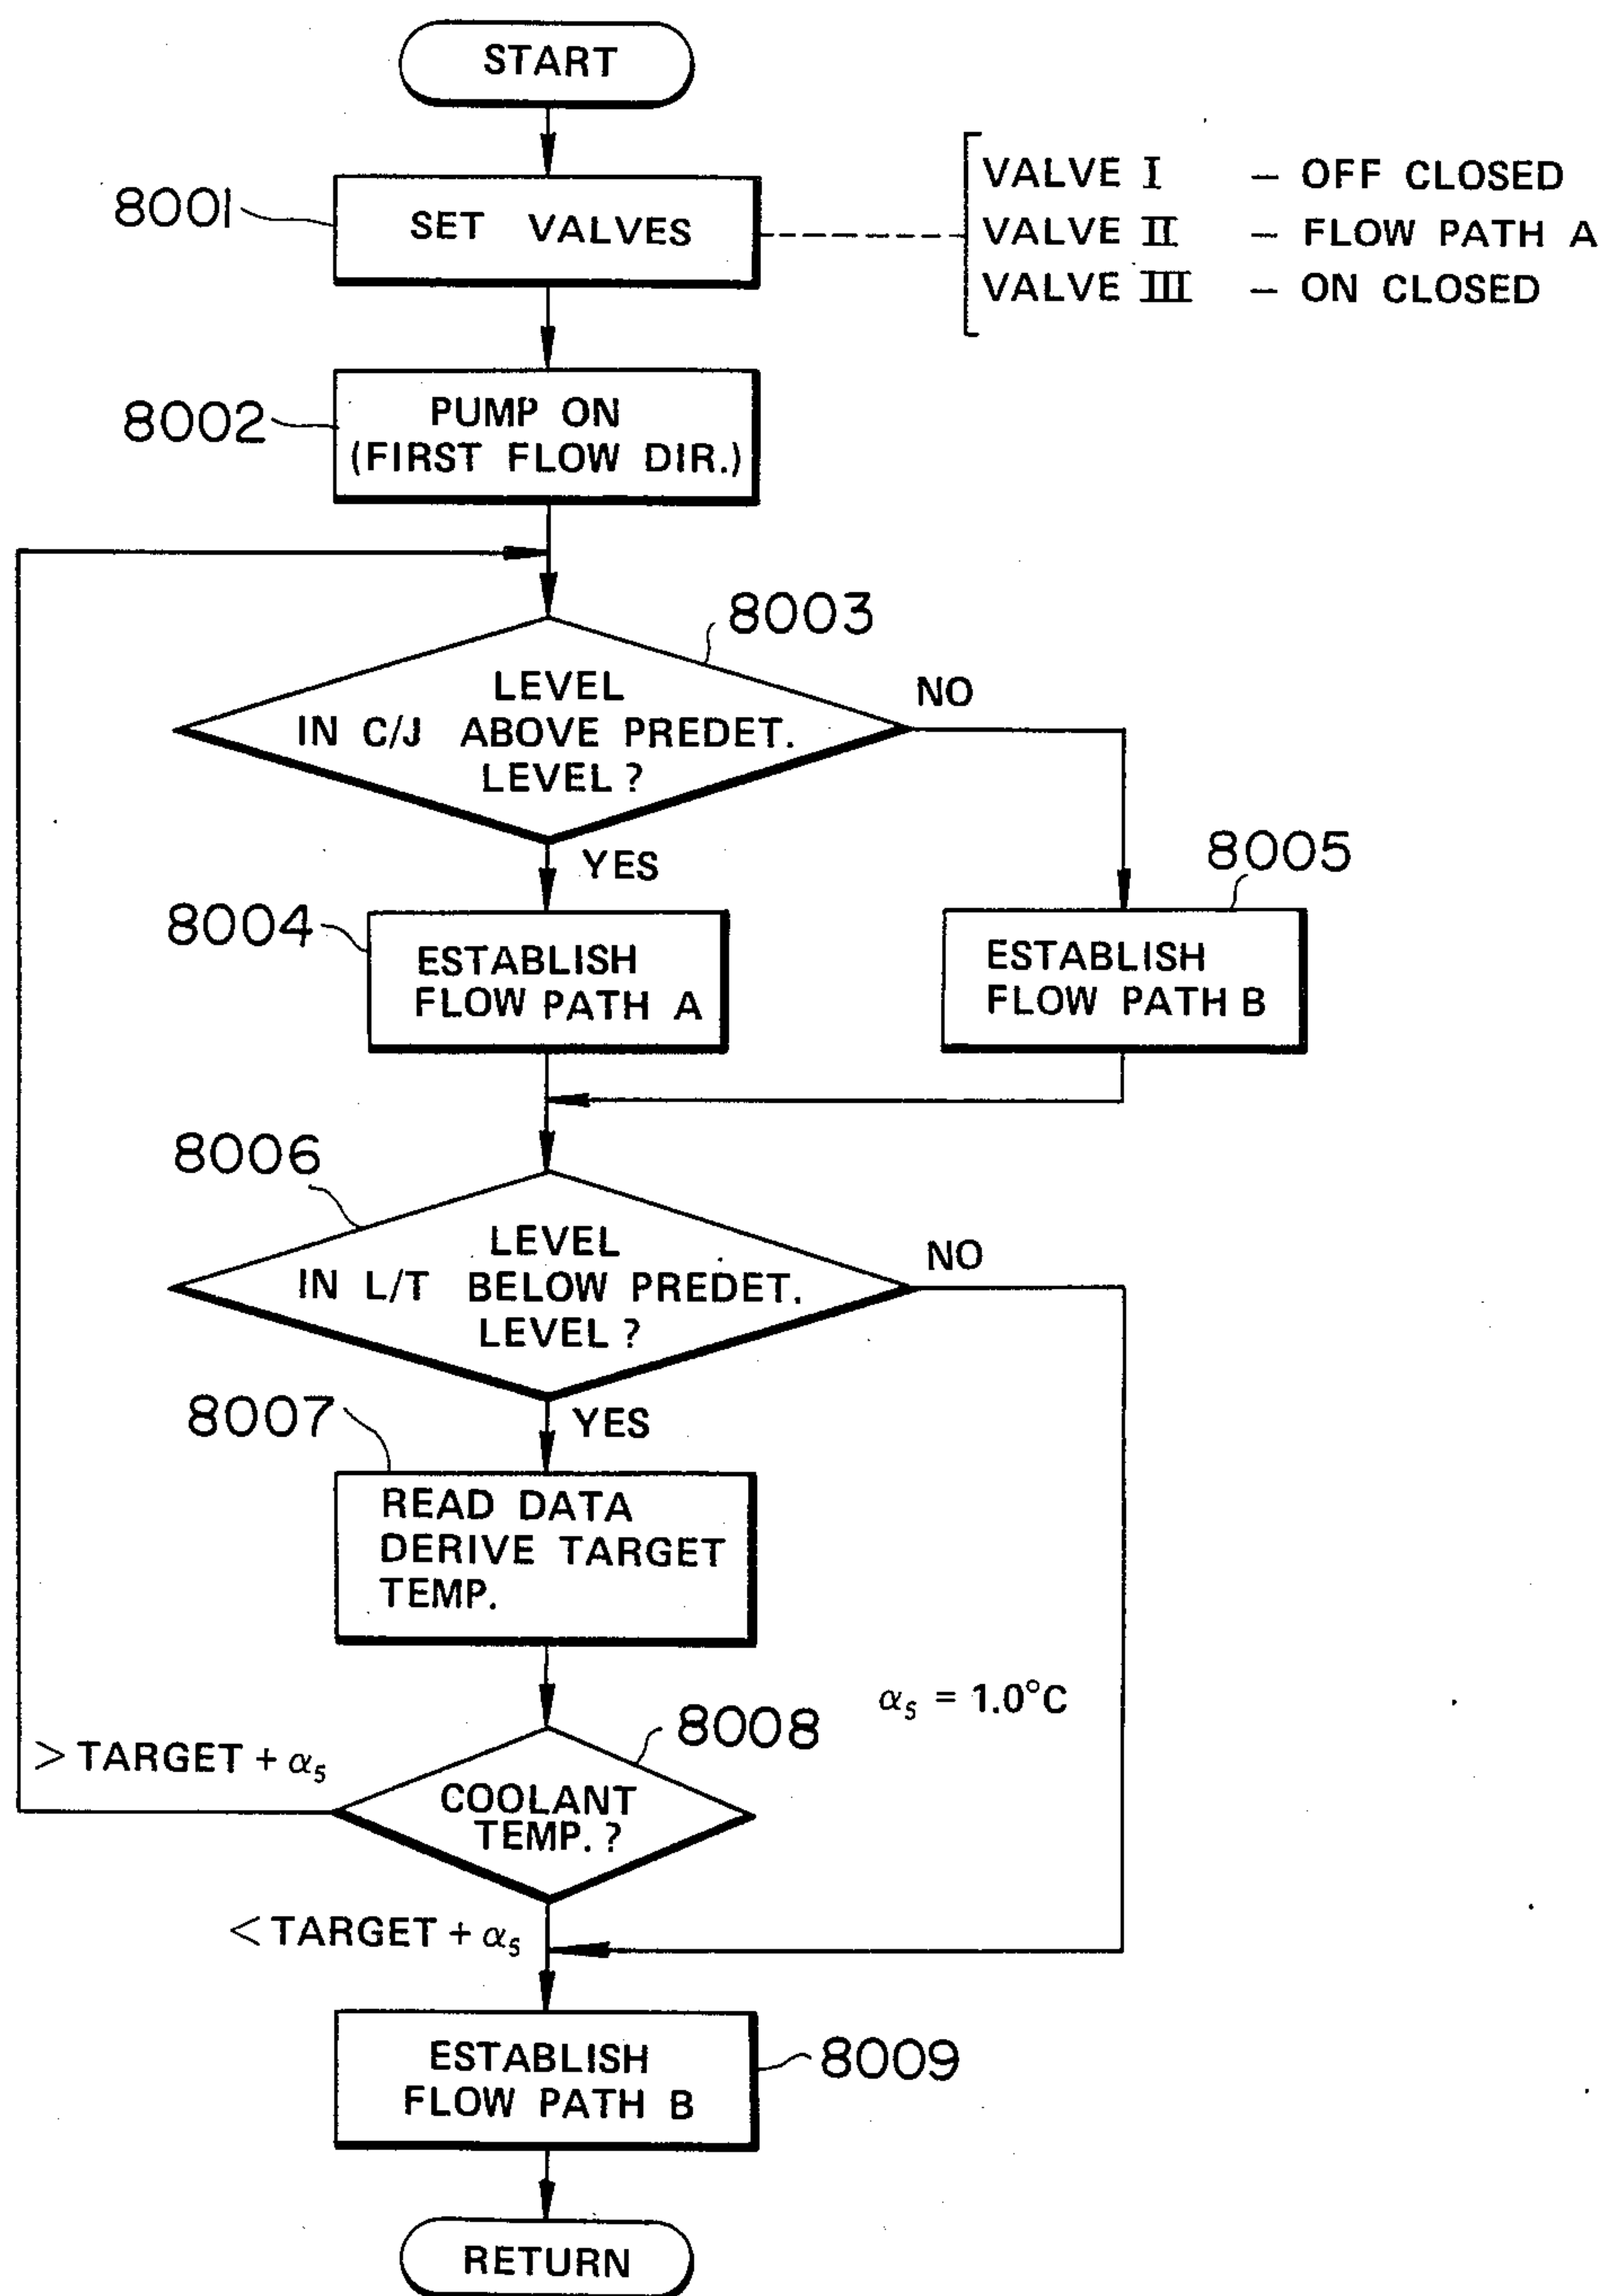 START
8001
SET VALVES
VALVE I – OFF CLOSED
VALVE II – FLOW PATH A
VALVE III – ON CLOSED
8002
PUMP ON
(FIRST FLOW DIR.)
8003
LEVEL
IN C/J ABOVE PREDET.
LEVEL ?
NO
YES
8004
ESTABLISH
FLOW PATH A
8005
ESTABLISH
FLOW PATH B
8006
LEVEL
IN L/T BELOW PREDET.
LEVEL ?
NO
YES
8007
READ DATA
DERIVE TARGET
TEMP.
α₅ = 1.0°C
8008
> TARGET + α₅
COOLANT
TEMP. ?
< TARGET + α₅
ESTABLISH
FLOW PATH B
8009
RETURN